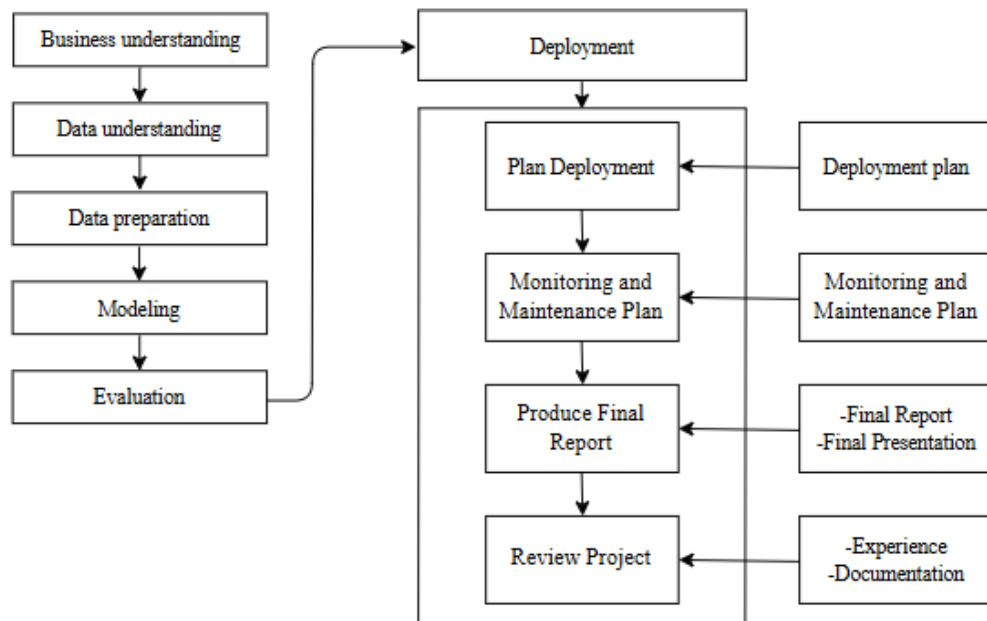 Business understanding
Data understanding
Data preparation
Modeling
Evaluation
Deployment
Plan Deployment
Deployment plan
Monitoring and
Maintenance Plan
Monitoring and
Maintenance Plan
Produce Final
Report
-Final Report
-Final Presentation
Review Project
-Experience
-Documentation